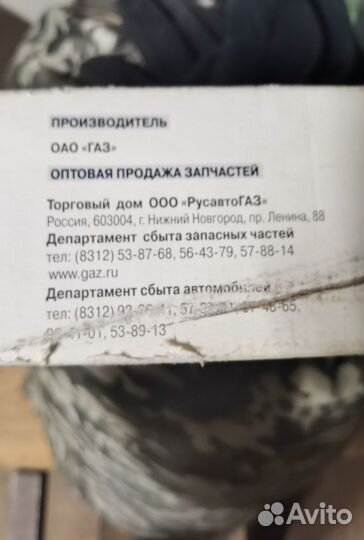 ПРОИЗВОДИТЕЛЬ
ОАО «ГАЗ»
ОПТОВАЯ ПРОДАЖА ЗАПЧАСТЕЙ
Торговый дом ООО «РусавтоГАЗ»
Россия, 603004, г. Нижний Новгород, пр. Ленина, 88
Департамент сбыта запасных частей
тел: (8312) 53-87-68, 56-43-79, 57-88-14
www.gaz.ru
Департамент сбыта автомобилей
тел: (8312)
53-89-13
Avito